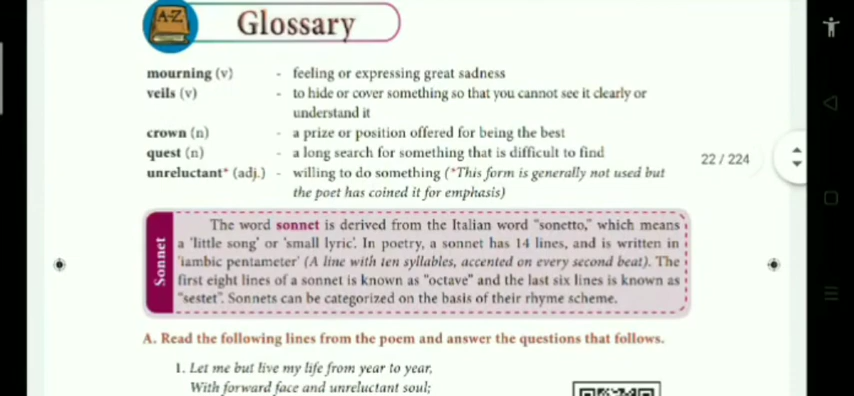 A-Z Glossary
mourning (v) - feeling or expressing great sadness
veils (v) - to hide or cover something so that you cannot see it clearly or
understand it
crown (n) - a prize or position offered for being the best
quest (n) - a long search for something that is difficult to find
unreluctant* (adj.) - willing to do something (*This form is generally not used but
the poet has coined it for emphasis)
22 / 224
Sonnet
The word sonnet is derived from the Italian word "sonetto," which means
a 'little song' or 'small lyric'. In poetry, a sonnet has 14 lines, and is written in
'iambic pentameter' (A line with ten syllables, accented on every second beat). The
first eight lines of a sonnet is known as "octave" and the last six lines is known as
"sestet". Sonnets can be categorized on the basis of their rhyme scheme.
A. Read the following lines from the poem and answer the questions that follows.
1. Let me but live my life from year to year,
With forward face and unreluctant soul;